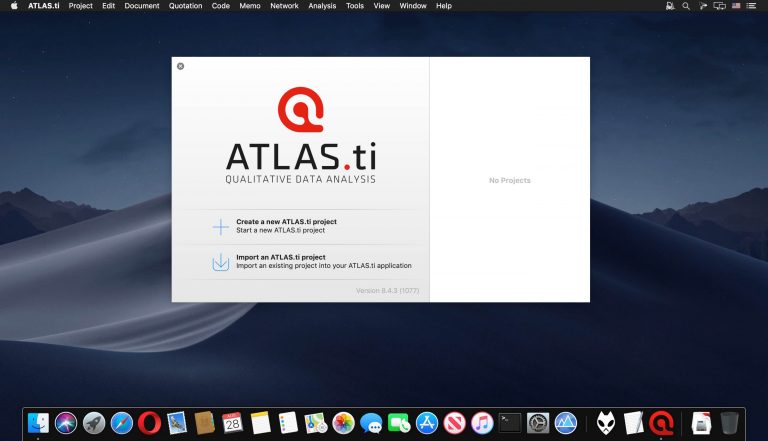 ATLAS.ti Project Edit Document Quotation Code Memo Network Analysis Tools View Window Help
ATLAS.ti
QUALITATIVE DATA ANALYSIS
Create a new ATLAS.ti project
Start a new ATLAS.ti project
Import an ATLAS.ti project
Import an existing project into your ATLAS.ti application
Version 8.4.3 (1077)
No Projects
28